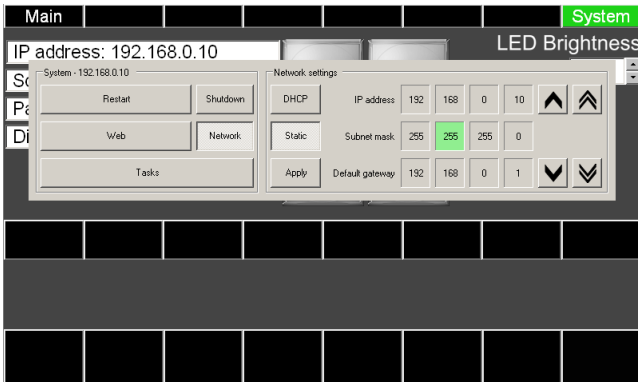 Main System
LED Brightness
IP address: 192.168.0.10
System - 192.168.0.10
Restart Shutdown
Web Network
Tasks
Network settings
DHCP IP address 192 168 0 10
Static Subnet mask 255 255 255 0
Apply Default gateway 192 168 0 1